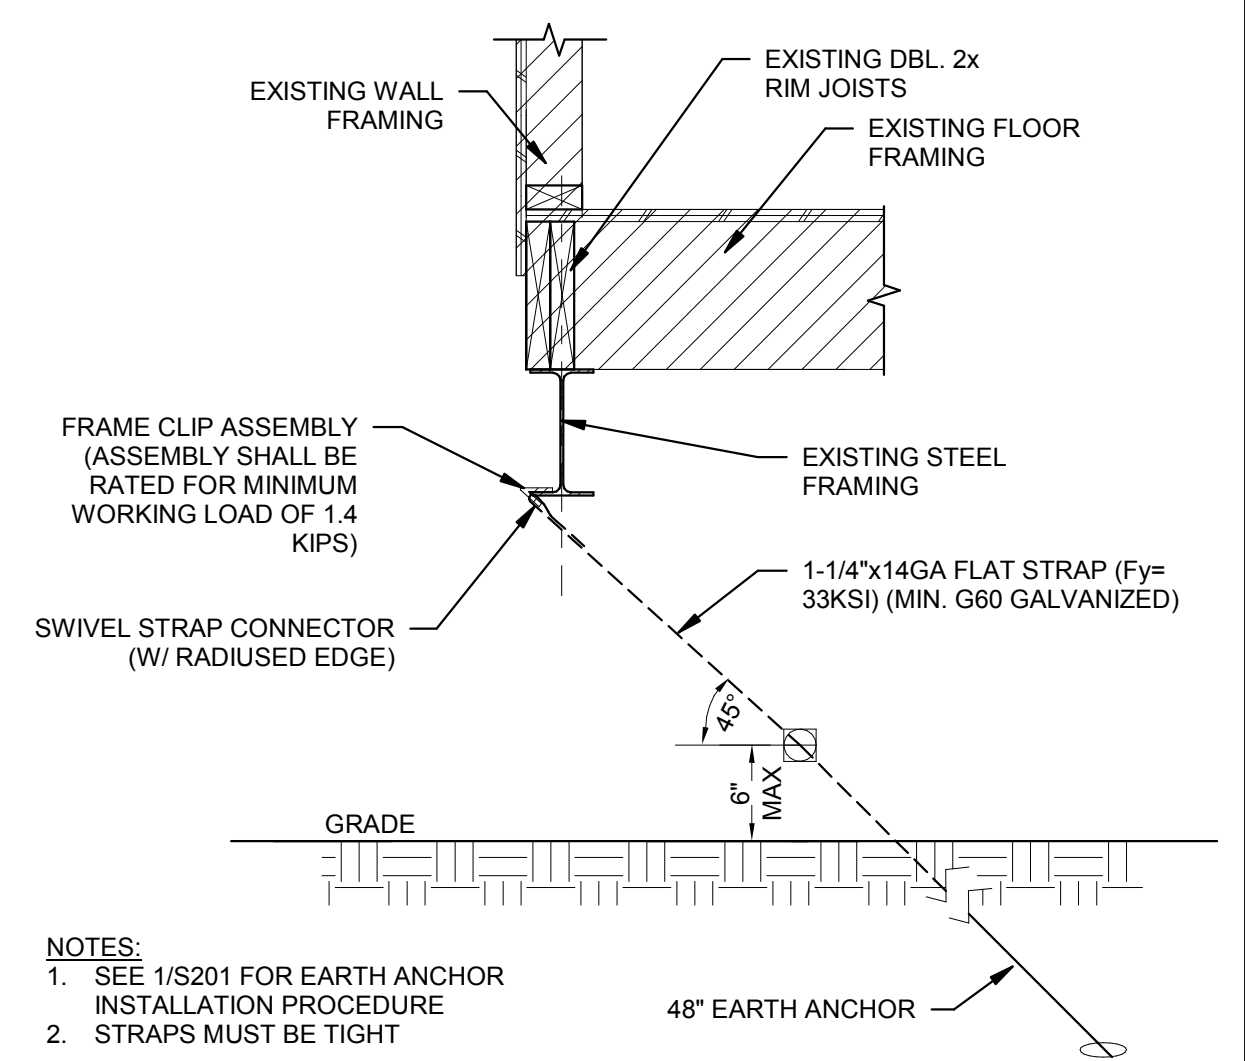 EXISTING WALL
FRAMING
EXISTING DBL. 2x
RIM JOISTS
EXISTING FLOOR
FRAMING
FRAME CLIP ASSEMBLY
(ASSEMBLY SHALL BE
RATED FOR MINIMUM
WORKING LOAD OF 1.4
KIPS)
EXISTING STEEL
FRAMING
1-1/4"x14GA FLAT STRAP (Fy=
33KSI) (MIN. G60 GALVANIZED)
SWIVEL STRAP CONNECTOR
(W/ RADIUSED EDGE)
45°
6"
MAX
GRADE
NOTES:
1. SEE 1/S201 FOR EARTH ANCHOR
INSTALLATION PROCEDURE
2. STRAPS MUST BE TIGHT
48" EARTH ANCHOR